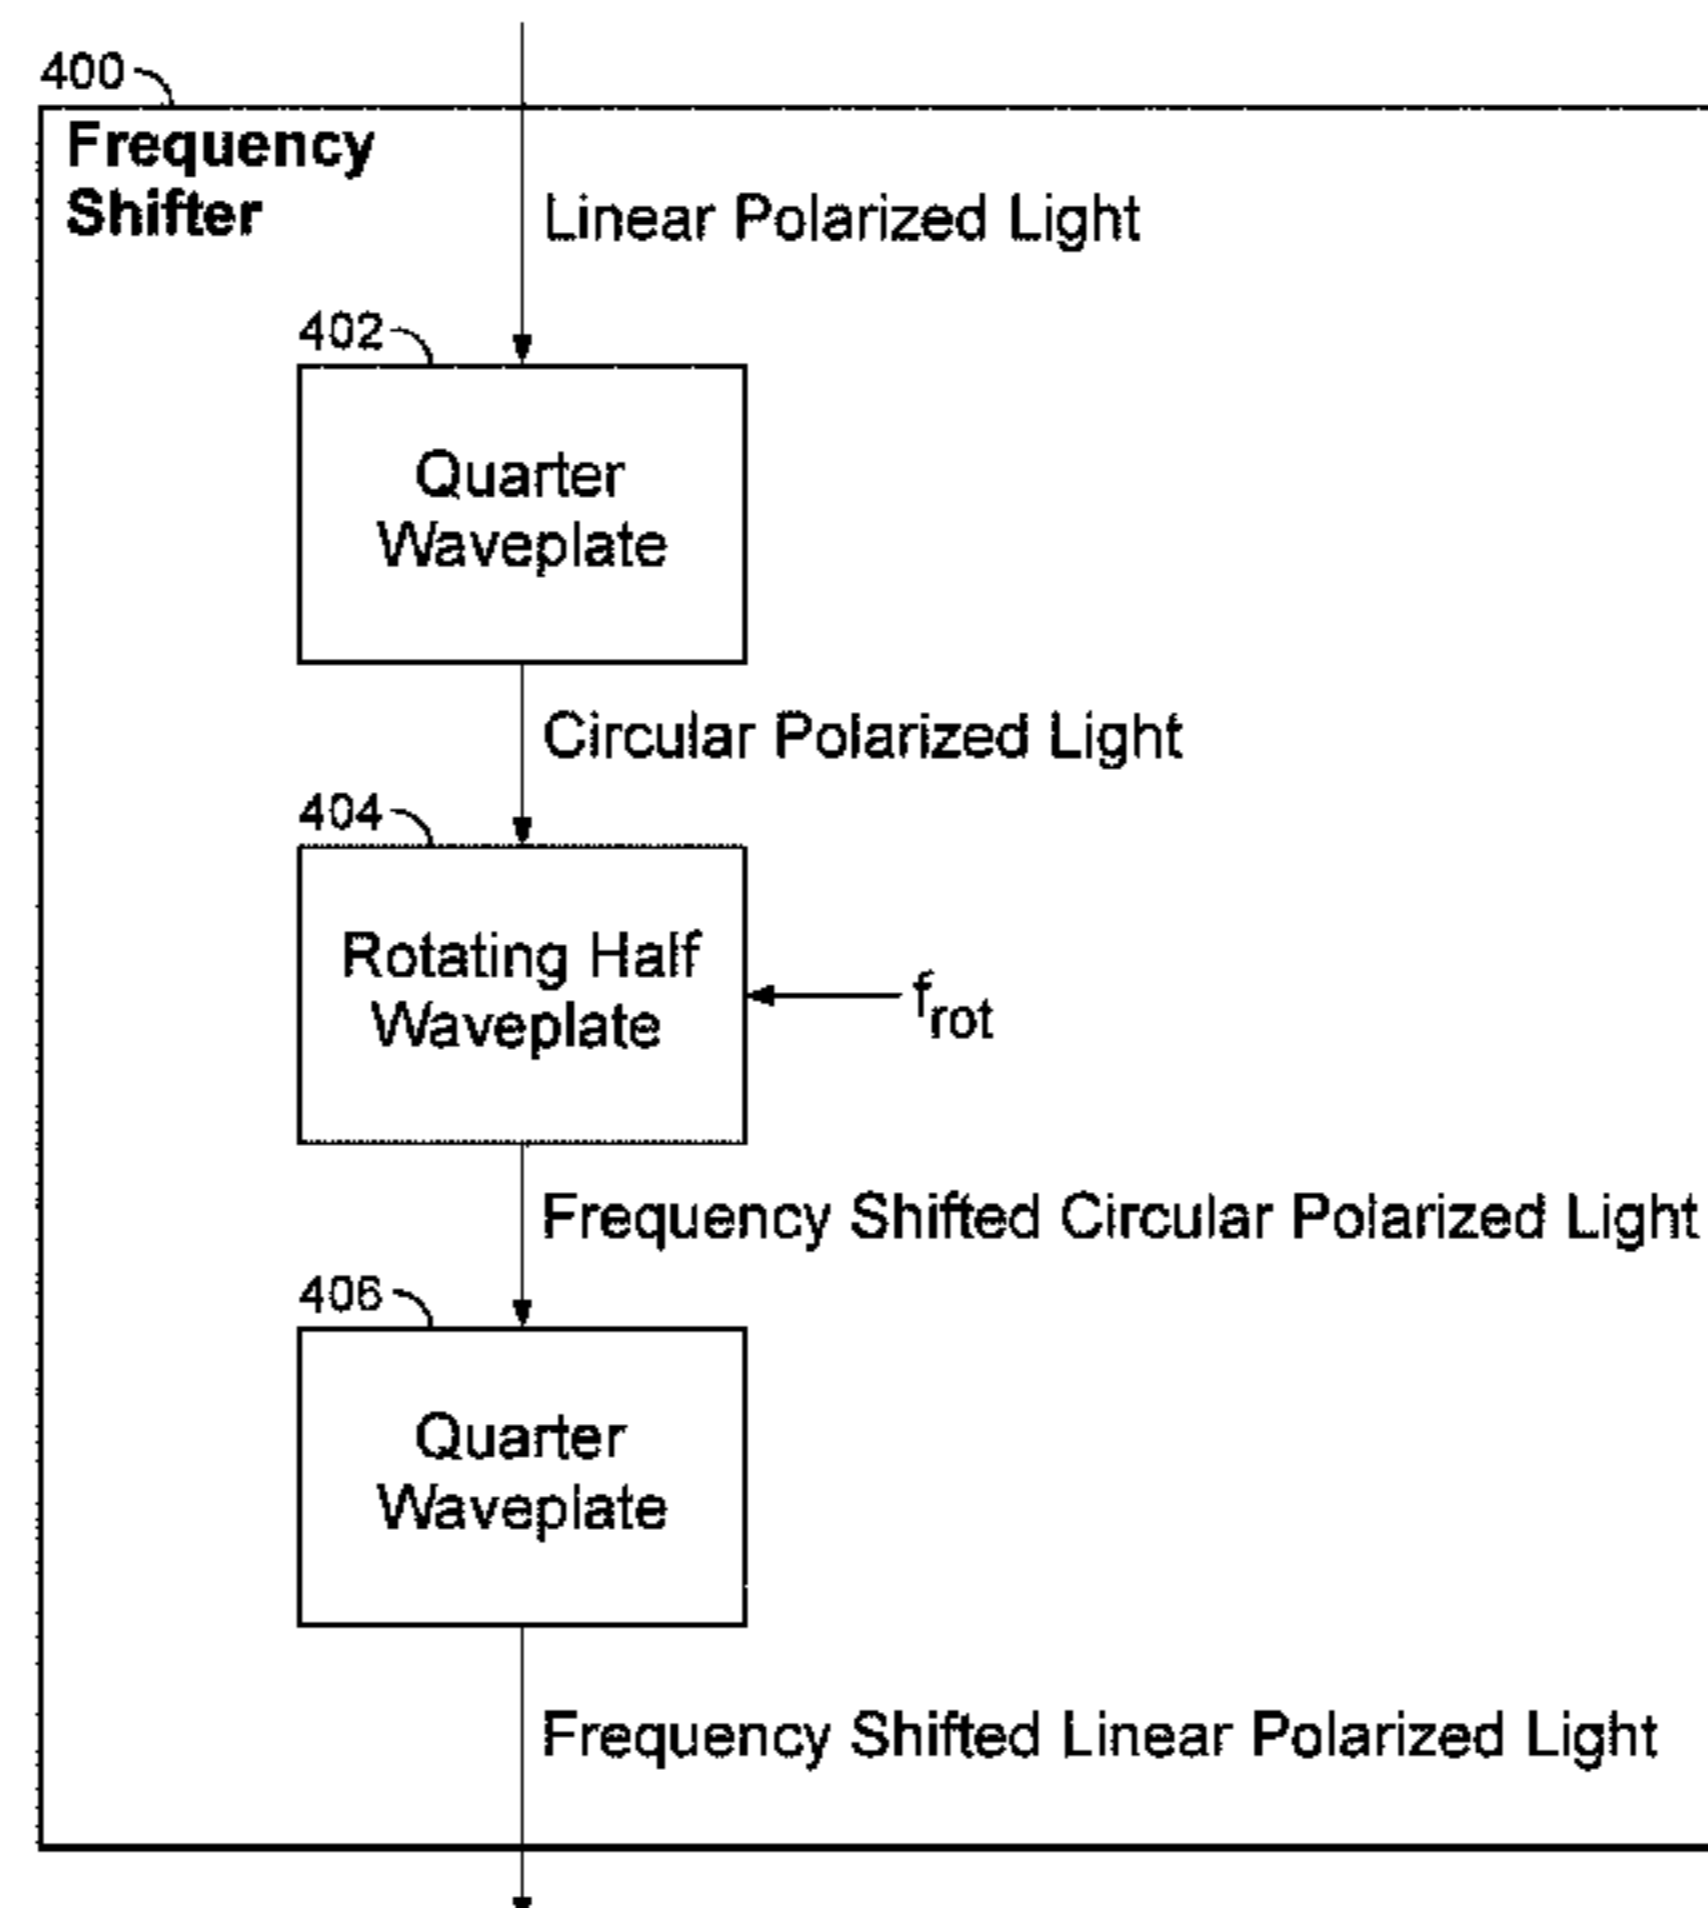 400
Frequency
Shifter
Linear Polarized Light
402
Quarter
Waveplate
Circular Polarized Light
404
Rotating Half
Waveplate
frot
Frequency Shifted Circular Polarized Light
406
Quarter
Waveplate
Frequency Shifted Linear Polarized Light